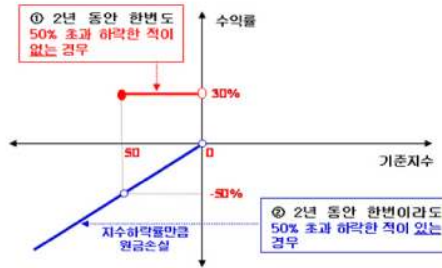 ① 2년 동안 한번도
50% 초과 하락한 적이
없는 경우
수익률
30%
50
0
기준지수
-50%
지수하락률만큼
원금손실
② 2년 동안 한번이라도
50% 초과 하락한 적이 있는
경우